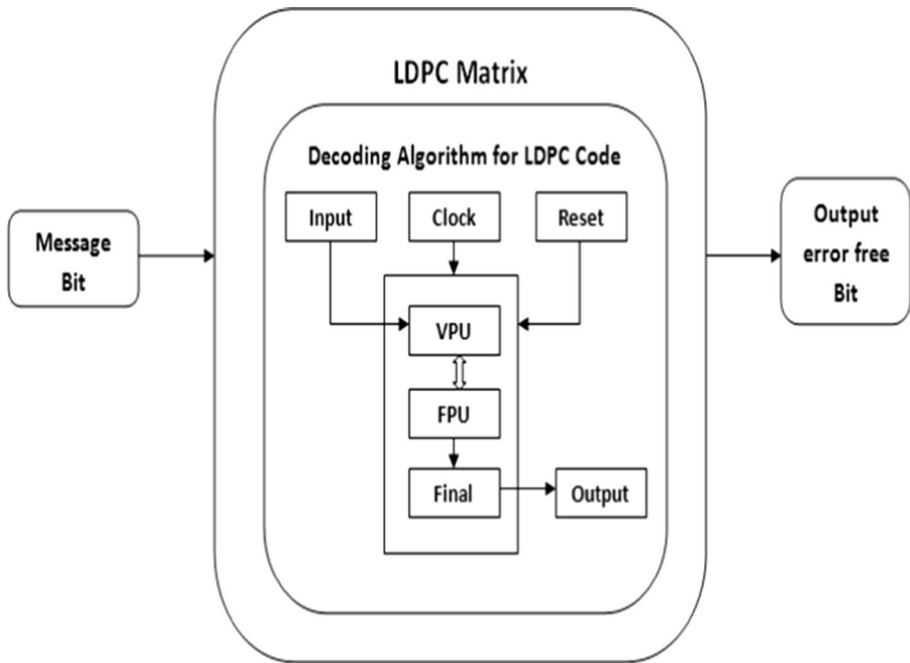 LDPC Matrix
Decoding Algorithm for LDPC Code
Input
Clock
Reset
Message
Bit
VPU
FPU
Final
Output
Output
error free
Bit